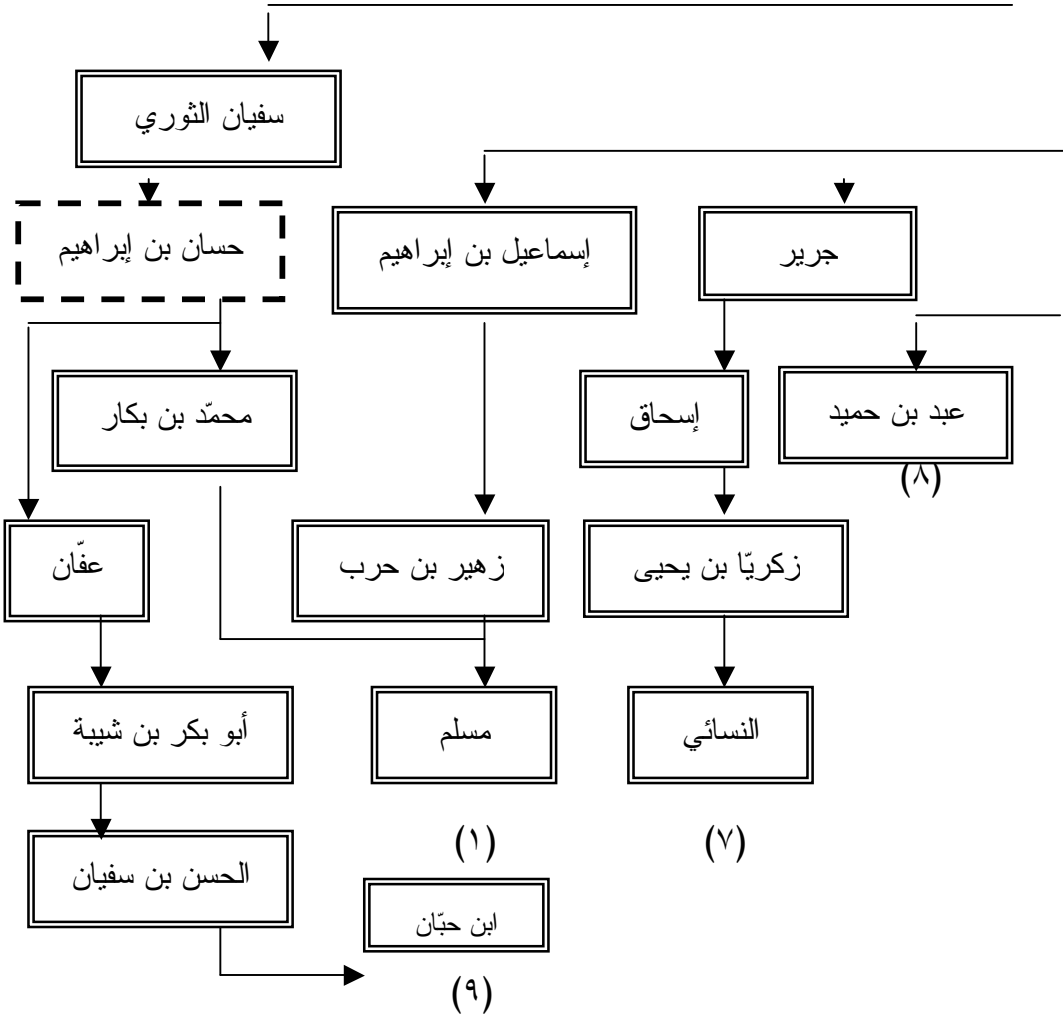 سفيان الثوري
جرير
إسماعيل بن إبراهيم
حسان بن إبراهيم
عبد بن حميد
(٨)
إسحاق
محمّد بن بكار
زكريّا بن يحيى
زهير بن حرب
عفّان
النسائي
مسلم
أبو بكر بن شيبة
(٧)
(١)
الحسن بن سفيان
ابن حبّان
(٩)